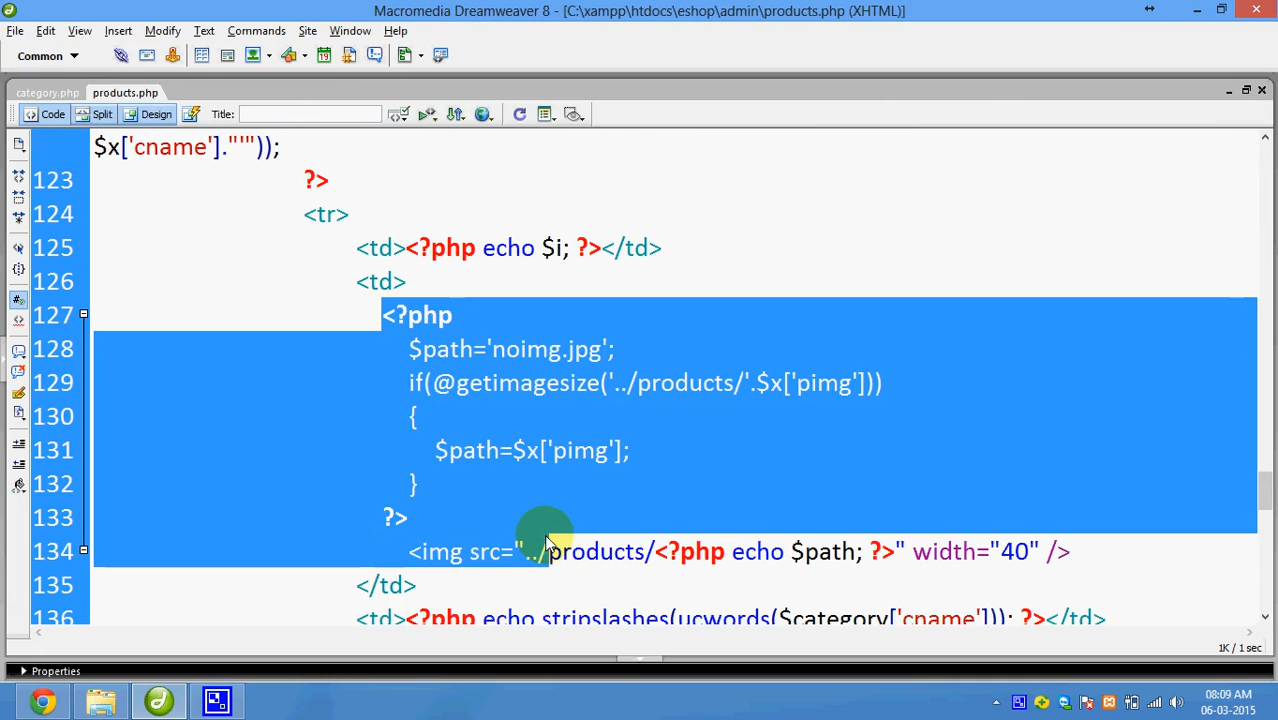 Macromedia Dreamweaver 8 - [C:\xampp\htdocs\eshop\admin\products.php (XHTML)]
File Edit View Insert Modify Text Commands Site Window Help
Common
category.php products.php
Code Split Design Title:
$x['cname']."'"));
123 ?>
124 <tr>
125 <td><?php echo $i; ?></td>
126 <td>
127 <?php
128 $path='noimg.jpg';
129 if(@getimagesize('../products/'.$x['pimg']))
130 {
131 $path=$x['pimg'];
132 }
133 ?>
134 <img src="../products/<?php echo $path; ?>" width="40" />
135 </td>
136 <td><?php echo stripslashes(ucwords($category['cname'])); ?></td>
1K / 1 sec
Properties
08:09 AM
06-03-2015